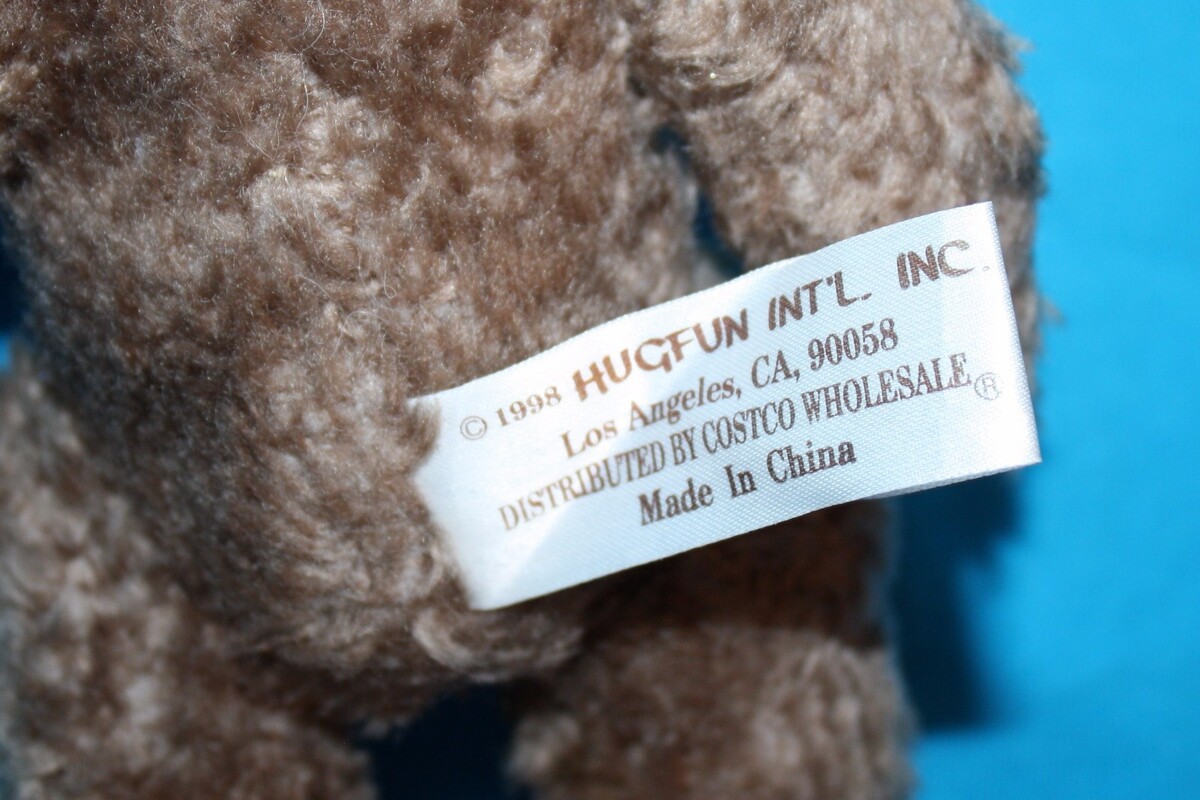 © 1998 HUGFUN INT'L. INC.
Los Angeles, CA, 90058
DISTRIBUTED BY COSTCO WHOLESALE®
Made In China